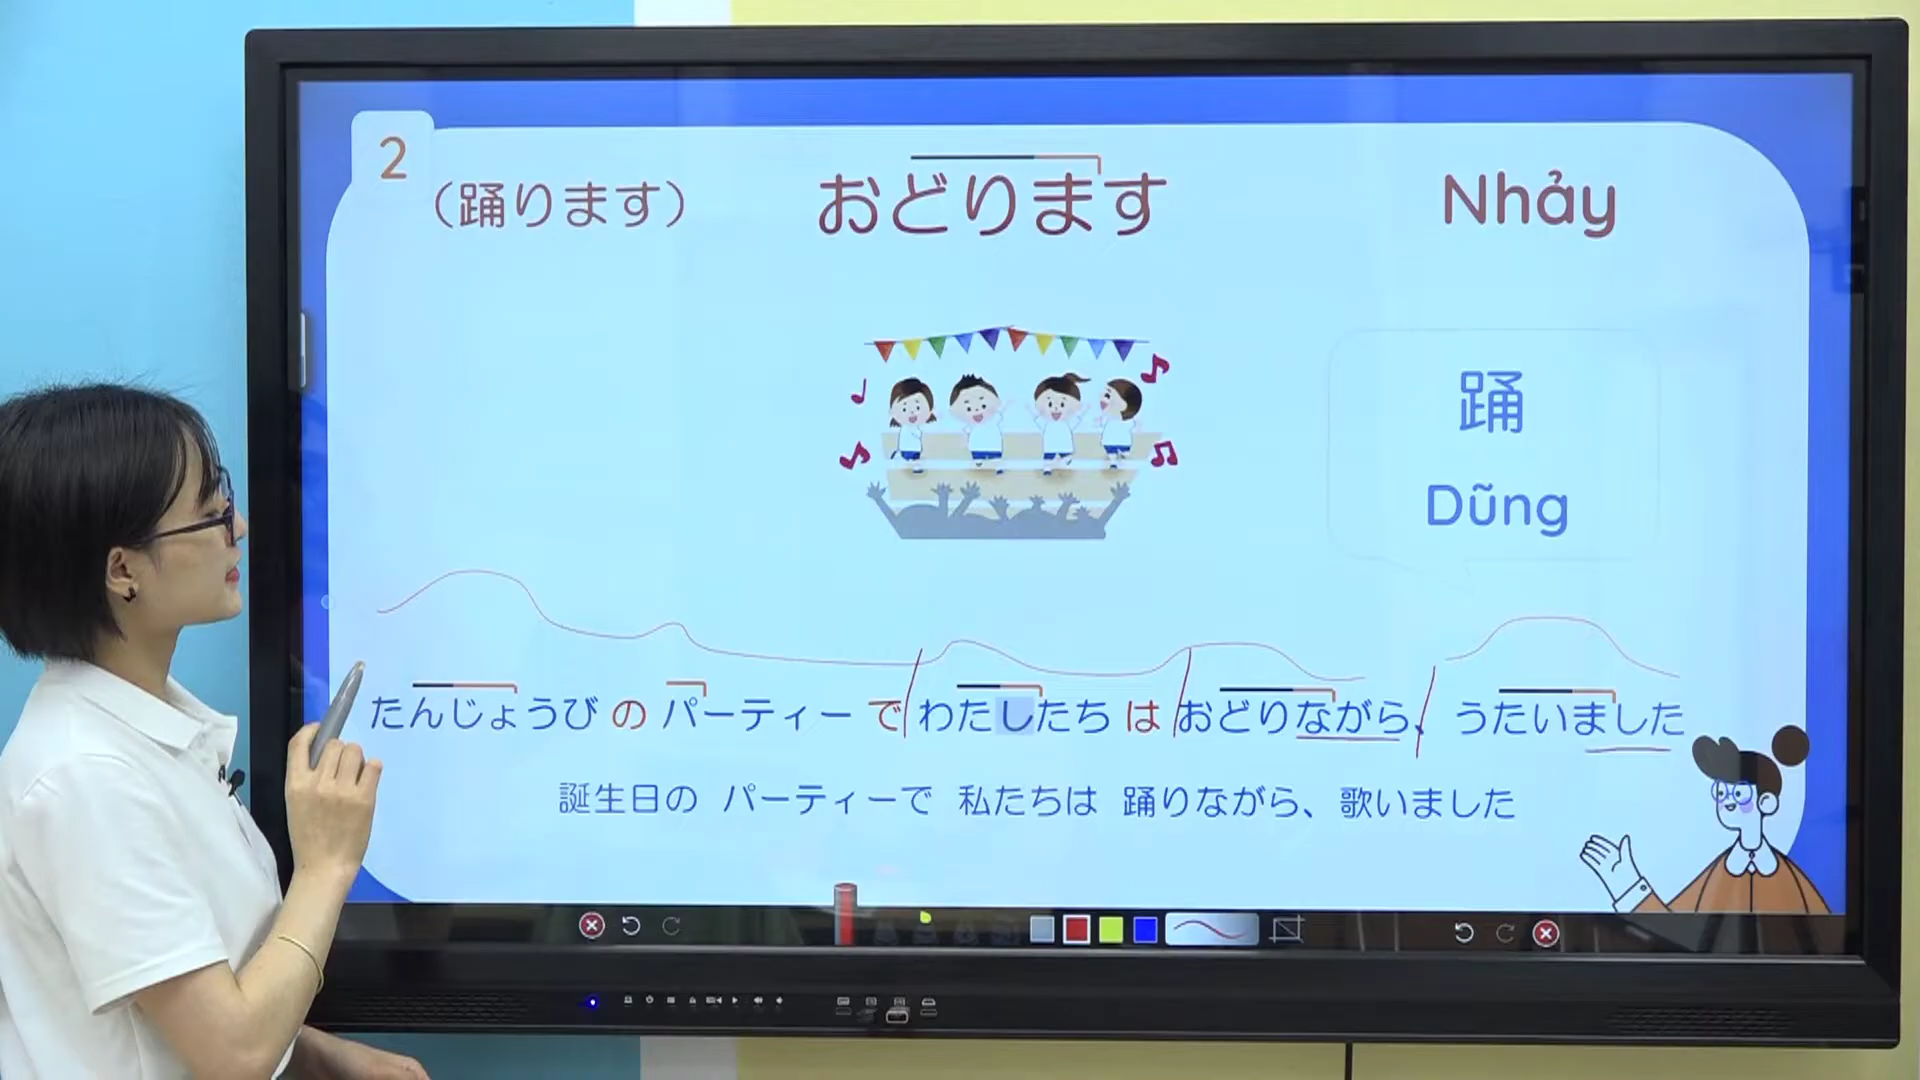 2
（踊ります） おどります Nhảy
踊
Dũng
たんじょうび の パーティー で わたしたち は おどりながら、 うたいました
誕生日の パーティーで 私たちは 踊りながら、歌いました